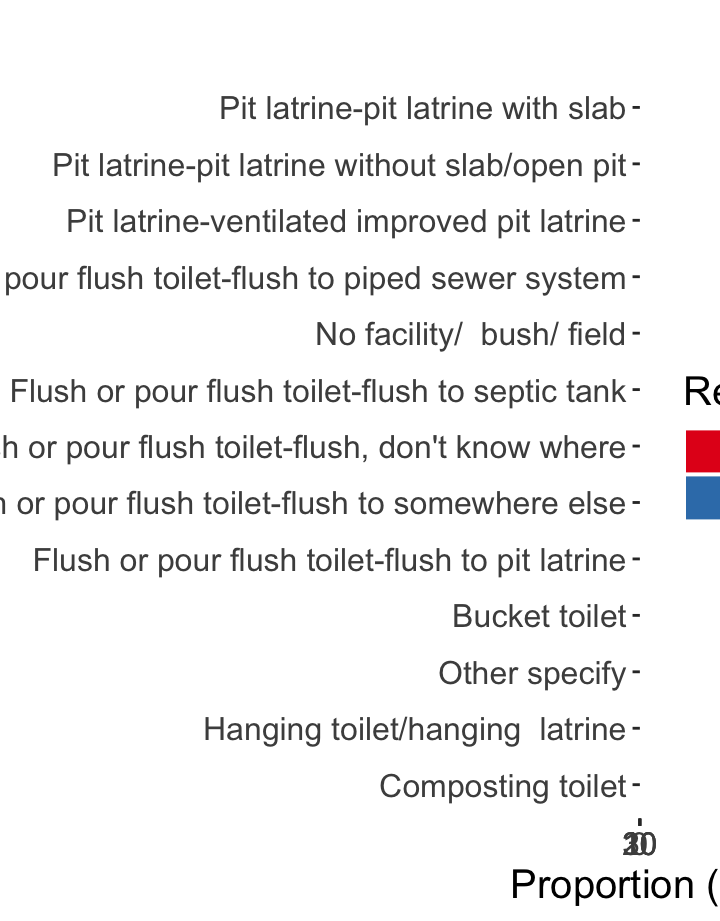 Pit latrine-pit latrine with slab
Pit latrine-pit latrine without slab/open pit
Pit latrine-ventilated improved pit latrine
pour flush toilet-flush to piped sewer system
No facility/  bush/ field
Flush or pour flush toilet-flush to septic tank
Re
h or pour flush toilet-flush, don't know where
or pour flush toilet-flush to somewhere else
Flush or pour flush toilet-flush to pit latrine
Bucket toilet
Other specify
Hanging toilet/hanging  latrine
Composting toilet
Proportion (